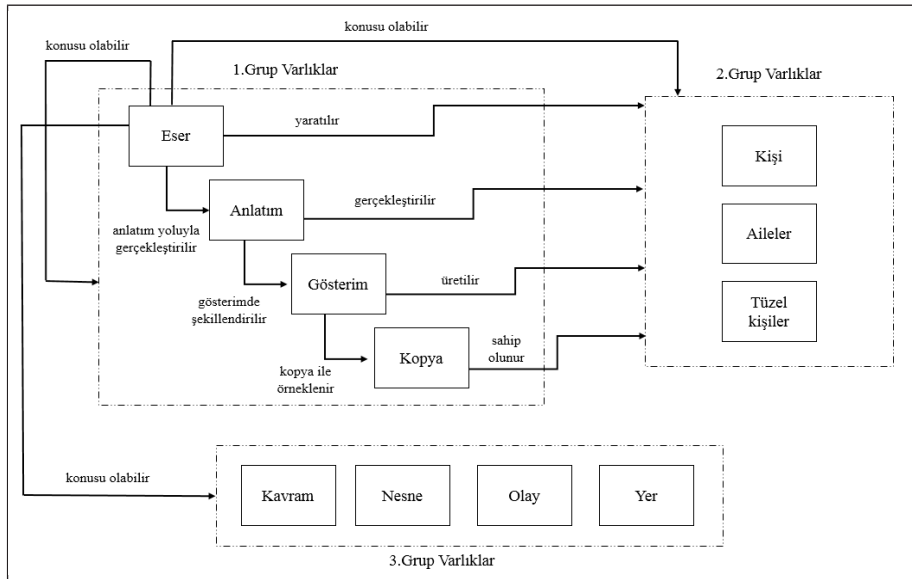 konusu olabilir
konusu olabilir
1.Grup Varlıklar
2.Grup Varlıklar
Eser
yaratılır
Kişi
Anlatım
gerçekleştirilir
anlatım yoluyla
gerçekleştirilir
Aileler
Gösterim
üretilir
gösterimde
şekillendirilir
Tüzel
kişiler
Kopya
sahip
olunur
kopya ile
örneklenir
konusu olabilir
Kavram
Nesne
Olay
Yer
3.Grup Varlıklar